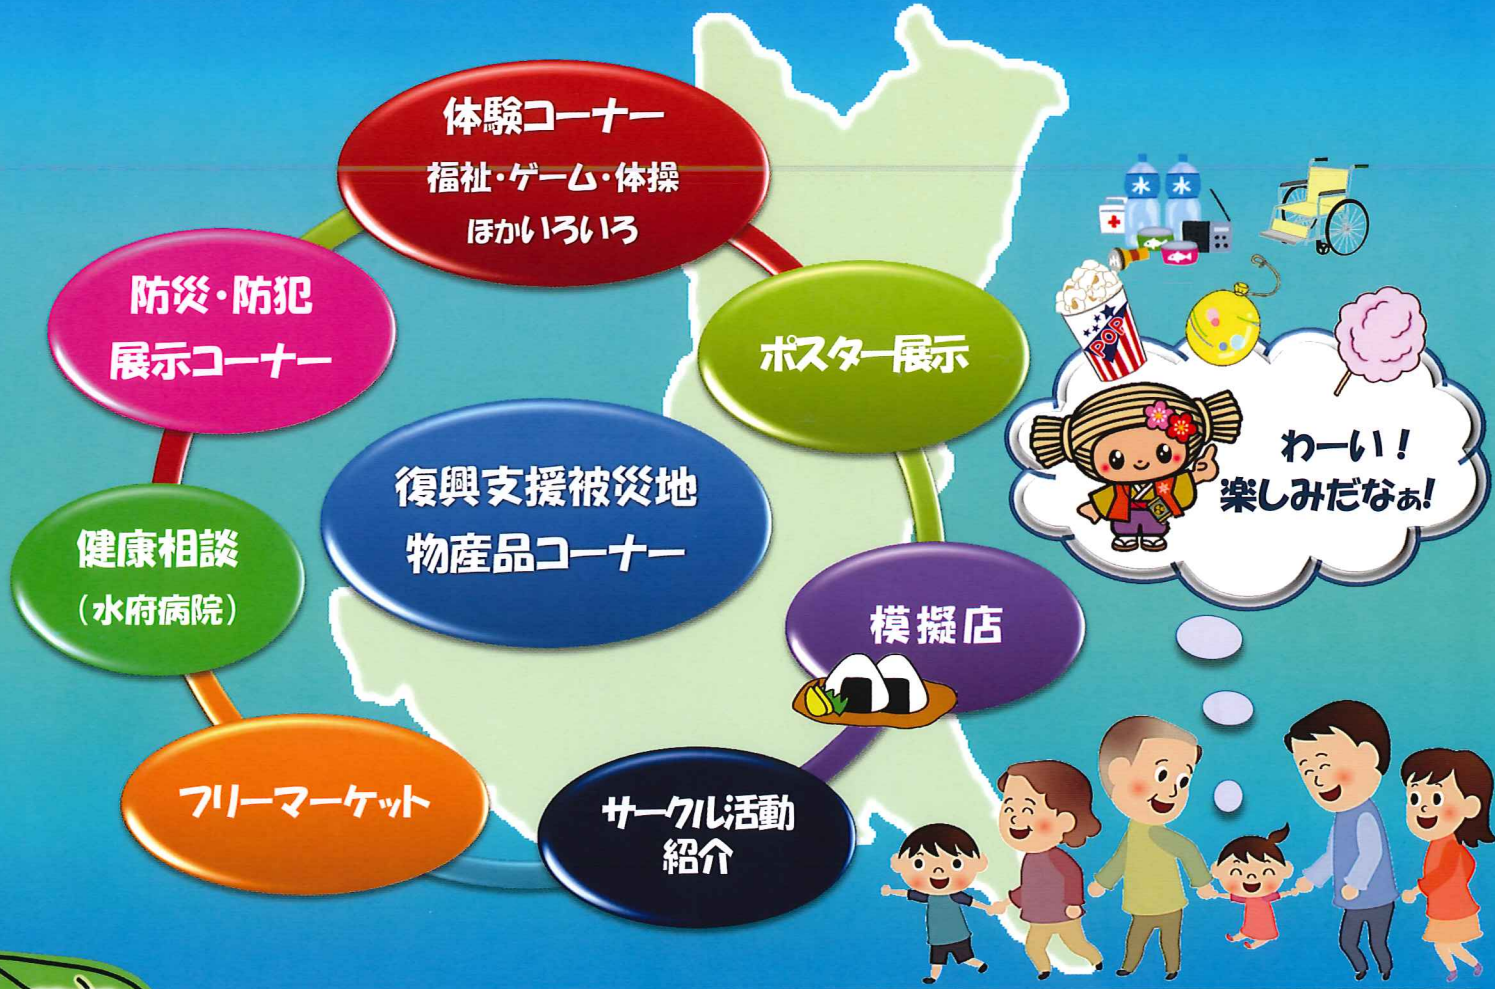 体験コーナー
福祉・ゲーム・体操
ほかいろいろ
防災・防犯
展示コーナー
ポスター展示
復興支援被災地
物産品コーナー
健康相談
（水府病院）
模擬店
フリーマーケット
サークル活動
紹介
水
水
POP
わーい！
楽しみだなぁ!